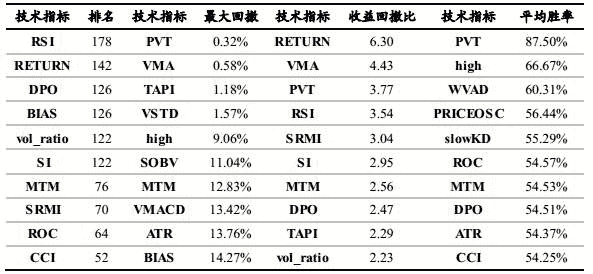 技术指标 排名 技术指标 最大回撤 技术指标 收益回撤比 技术指标 平均胜率
RSI 178 PVT 0.32% RETURN 6.30 PVT 87.50%
RETURN 142 VMA 0.58% VMA 4.43 high 66.67%
DPO 126 TAPI 1.18% PVT 3.77 WVAD 60.31%
BIAS 126 VSTD 1.57% RSI 3.54 PRICEOSC 56.44%
vol_ratio 122 high 9.06% SRMI 3.04 slowKD 55.29%
SI 122 SOBV 11.04% SI 2.95 ROC 54.57%
MTM 76 MTM 12.83% MTM 2.56 MTM 54.53%
SRMI 70 VMACD 13.42% DPO 2.47 DPO 54.51%
ROC 64 ATR 13.76% TAPI 2.29 ATR 54.37%
CCI 52 BIAS 14.27% vol_ratio 2.23 CCI 54.25%